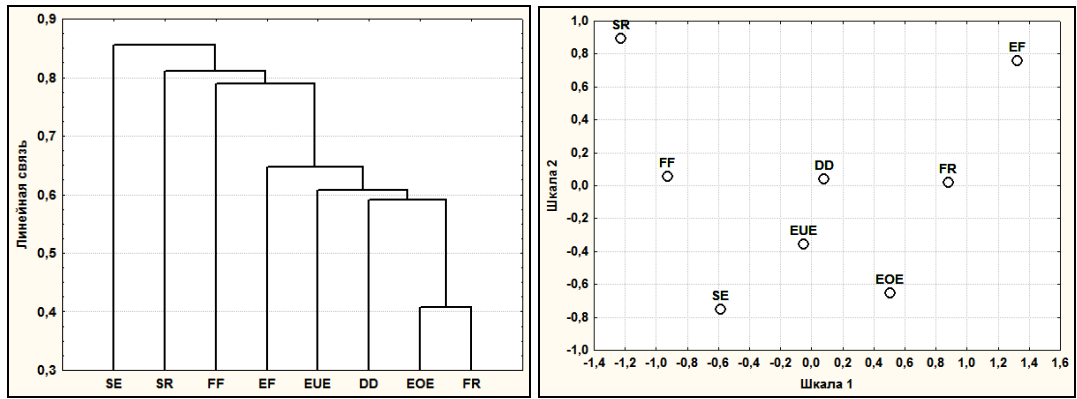 0,9
0,8
0,7
0,6
0,5
0,4
0,3
Линейная связь
SE SR FF EF EUE DD EOE FR
1,0
0,8
0,6
0,4
0,2
0,0
-0,2
-0,4
-0,6
-0,8
-1,0
Шкала 2
SR
EF
FF
DD
FR
EUE
EOE
SE
-1,4 -1,2 -1,0 -0,8 -0,6 -0,4 -0,2 0,0 0,2 0,4 0,6 0,8 1,0 1,2 1,4 1,6
Шкала 1